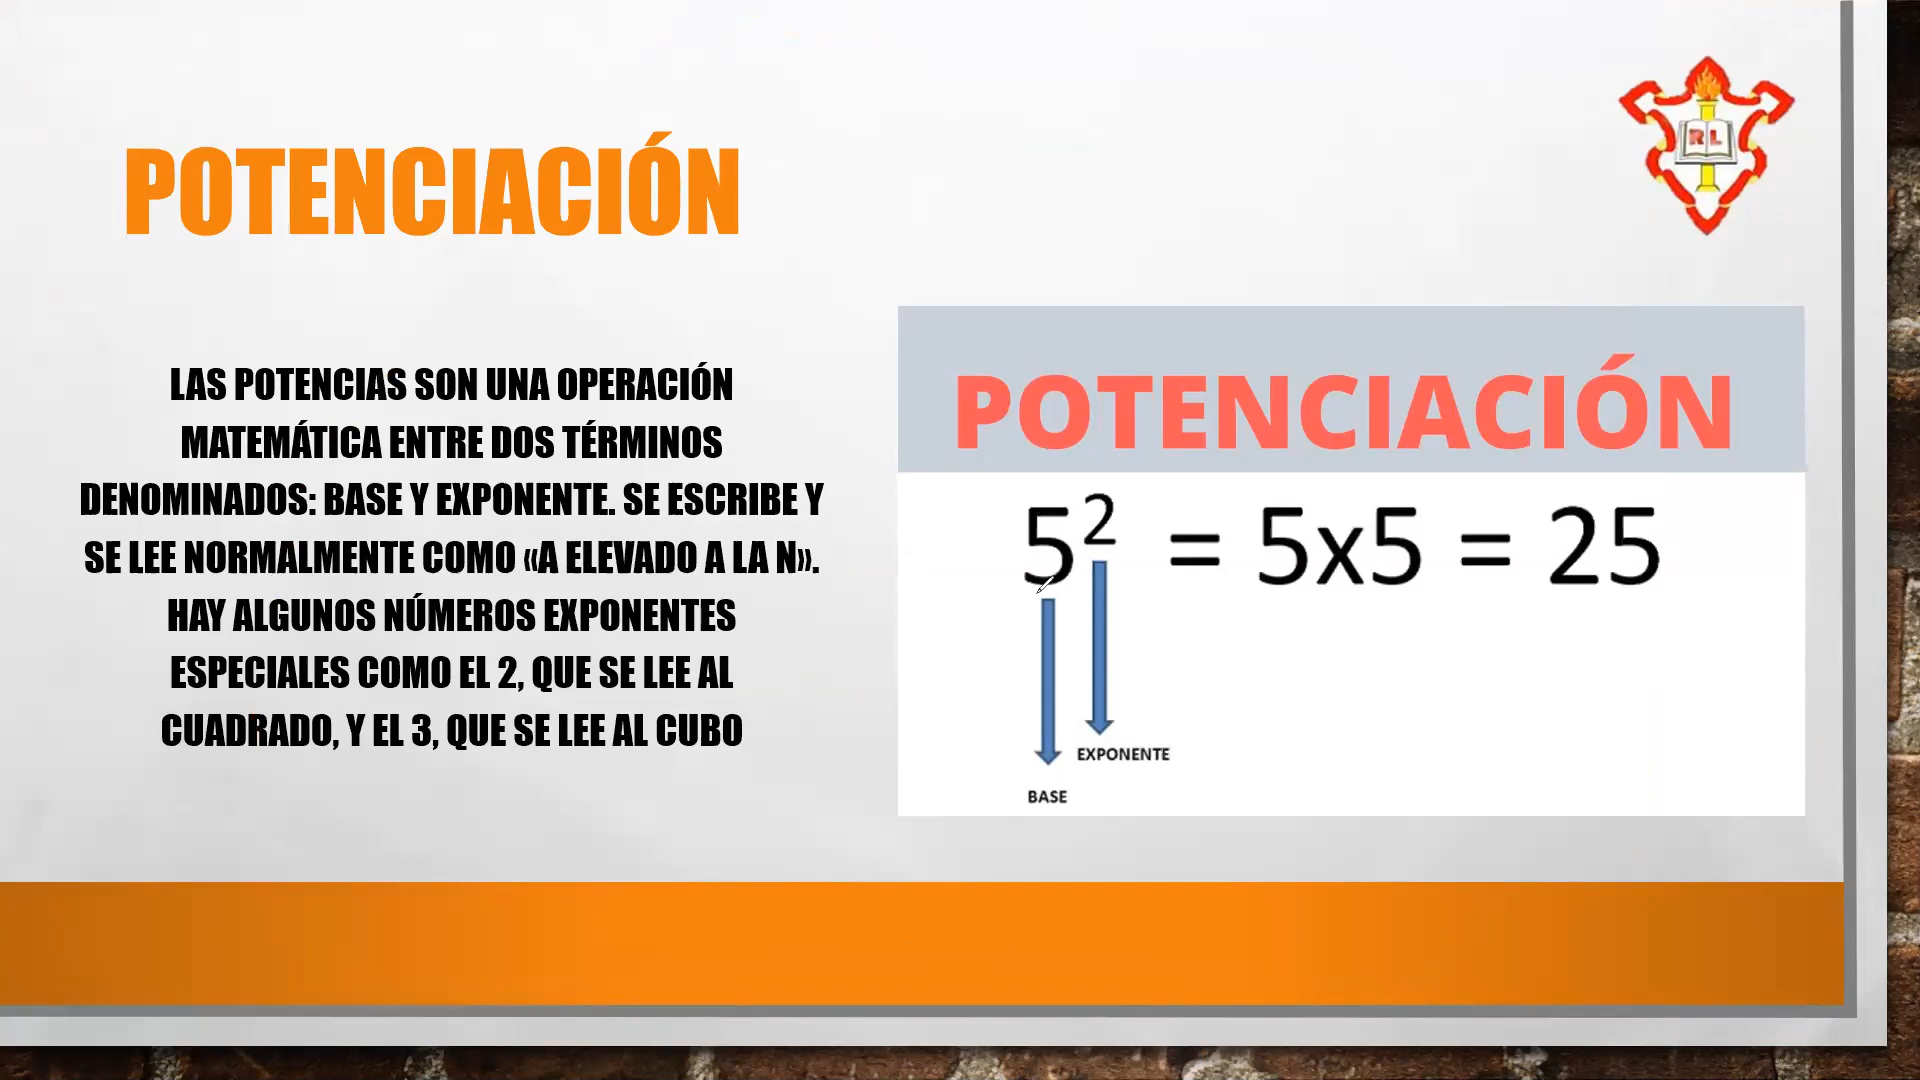 POTENCIACIÓN
LAS POTENCIAS SON UNA OPERACIÓN
MATEMÁTICA ENTRE DOS TÉRMINOS
DENOMINADOS: BASE Y EXPONENTE. SE ESCRIBE Y
SE LEE NORMALMENTE COMO «A ELEVADO A LA N».
HAY ALGUNOS NÚMEROS EXPONENTES
ESPECIALES COMO EL 2, QUE SE LEE AL
CUADRADO, Y EL 3, QUE SE LEE AL CUBO
RL
POTENCIACIÓN
5² = 5x5 = 25
EXPONENTE
BASE